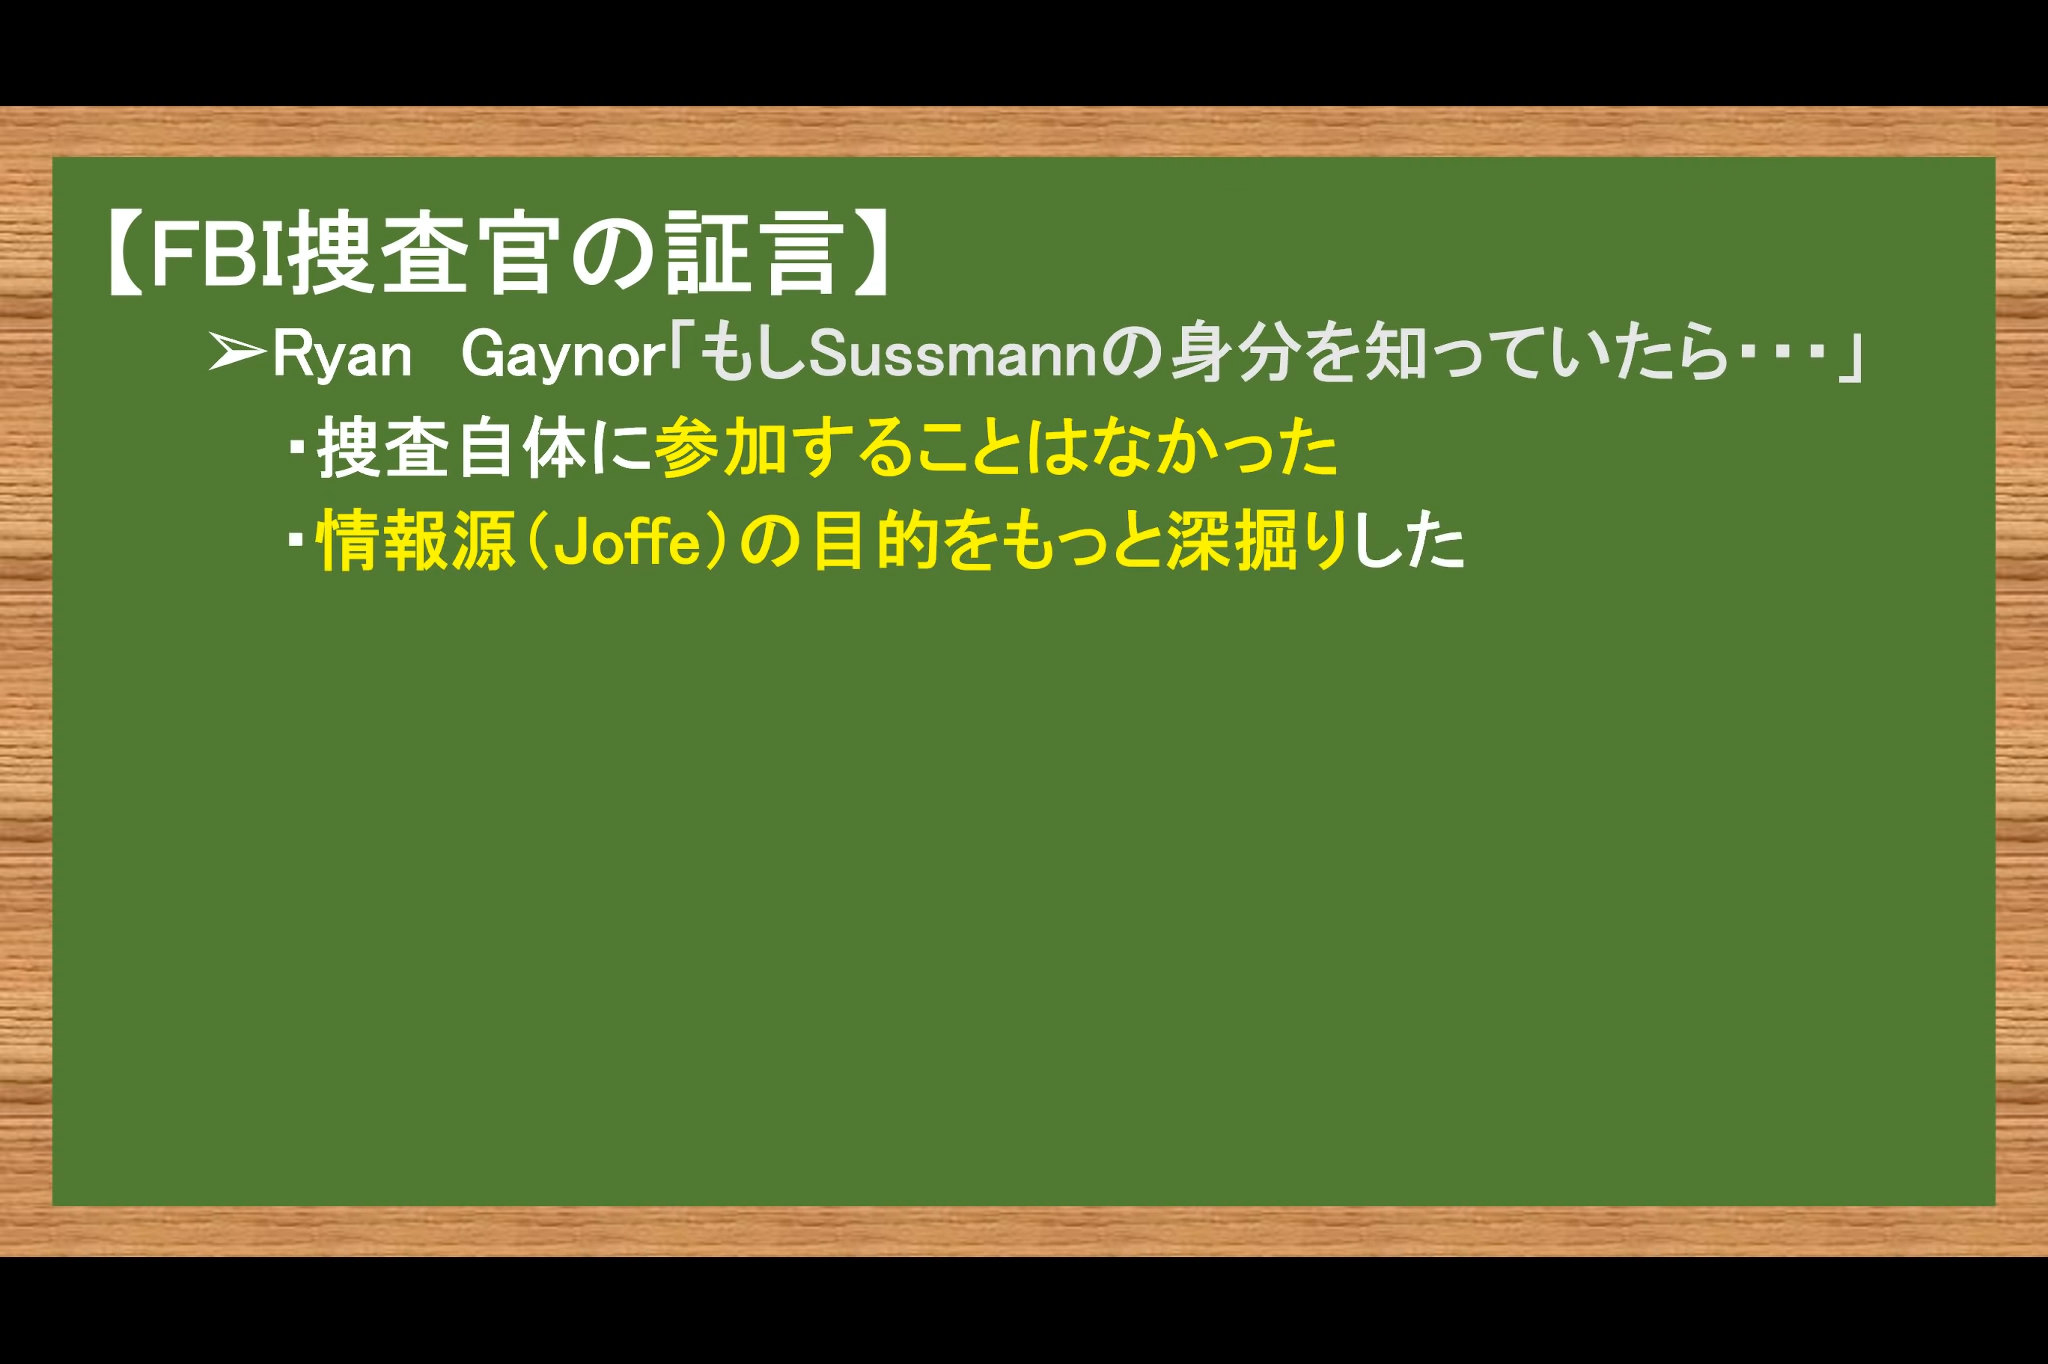 【FBI捜査官の証言】
➢Ryan　Gaynor「もしSussmannの身分を知っていたら・・・」
・捜査自体に参加することはなかった
・情報源（Joffe）の目的をもっと深掘りした